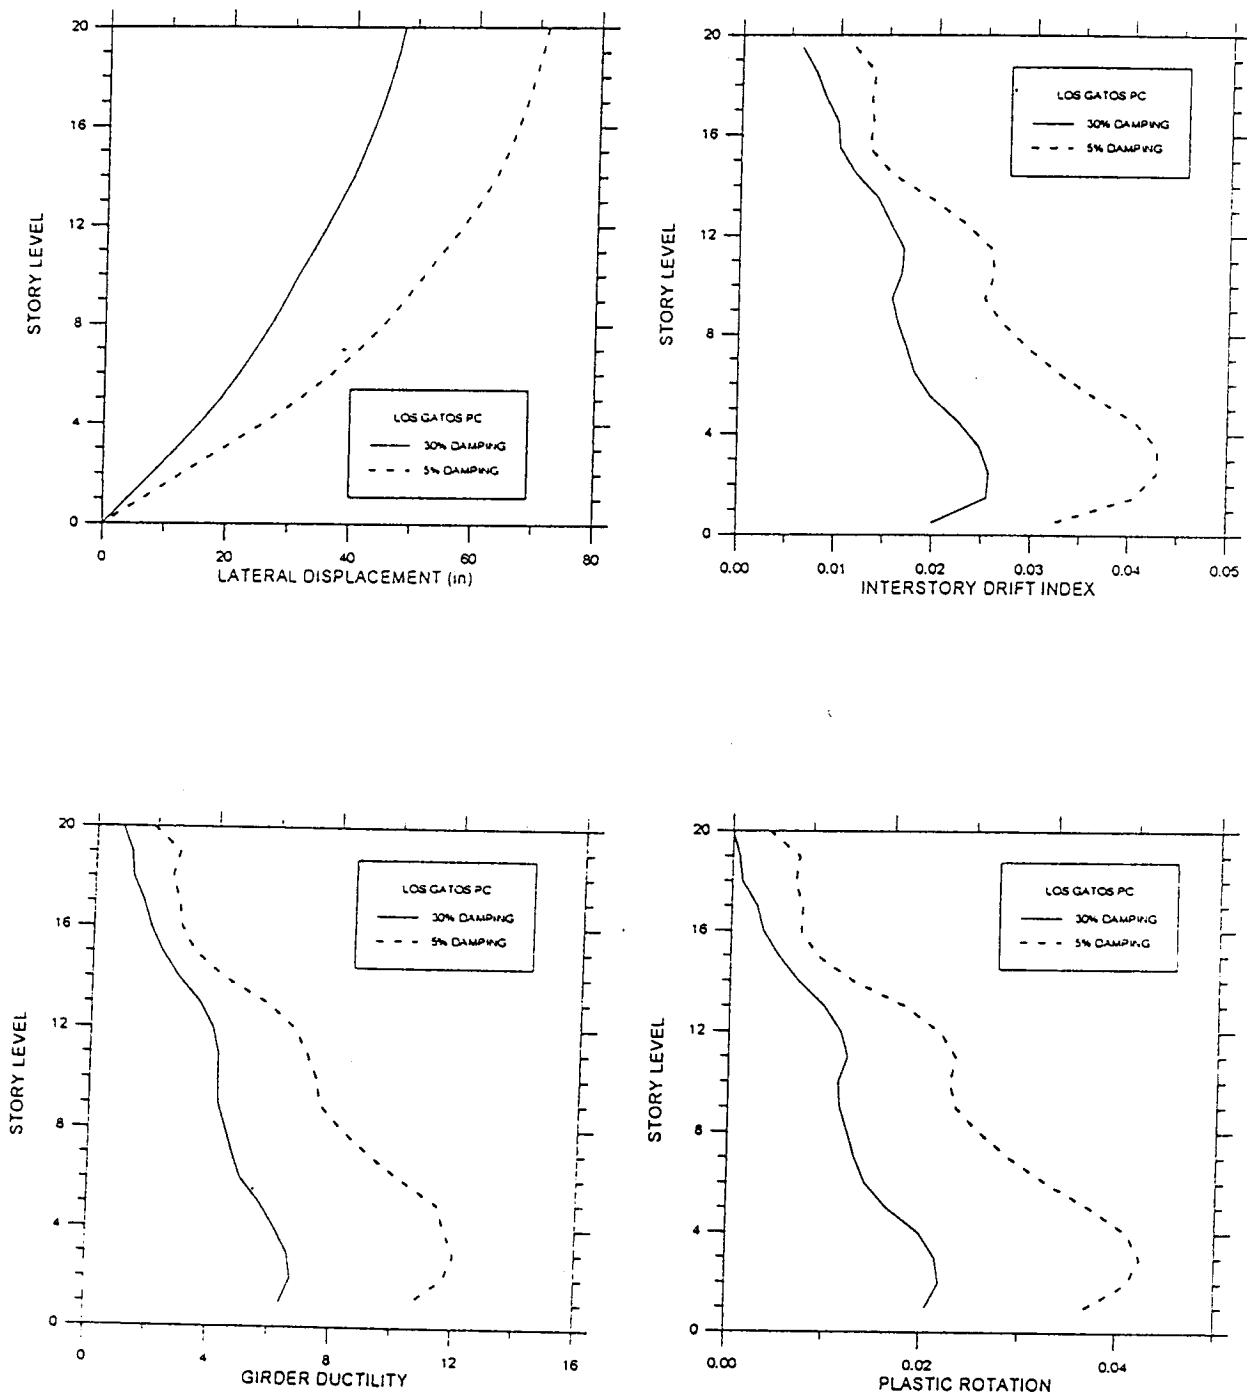 20
16
12
8
4
0
STORY LEVEL
LOS GATOS PC
30% DAMPING
5% DAMPING
0 20 40 60 80
LATERAL DISPLACEMENT (in)
20
16
12
8
4
0
STORY LEVEL
LOS GATOS PC
30% DAMPING
5% DAMPING
0.00 0.01 0.02 0.03 0.04 0.05
INTERSTORY DRIFT INDEX
20
16
12
8
4
0
STORY LEVEL
LOS GATOS PC
30% DAMPING
5% DAMPING
0 4 8 12 16
GIRDER DUCTILITY
20
16
12
8
4
0
STORY LEVEL
LOS GATOS PC
30% DAMPING
5% DAMPING
0.00 0.02 0.04
PLASTIC ROTATION